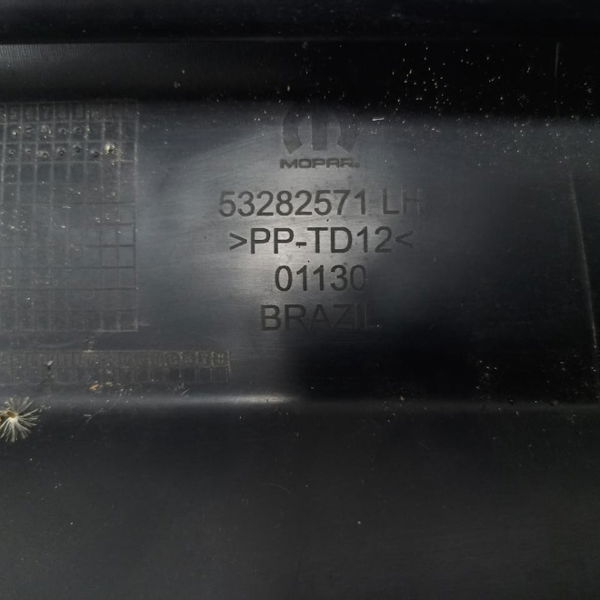 MOPAR.
53282571 LH
>PP-TD12<
01130
BRAZIL